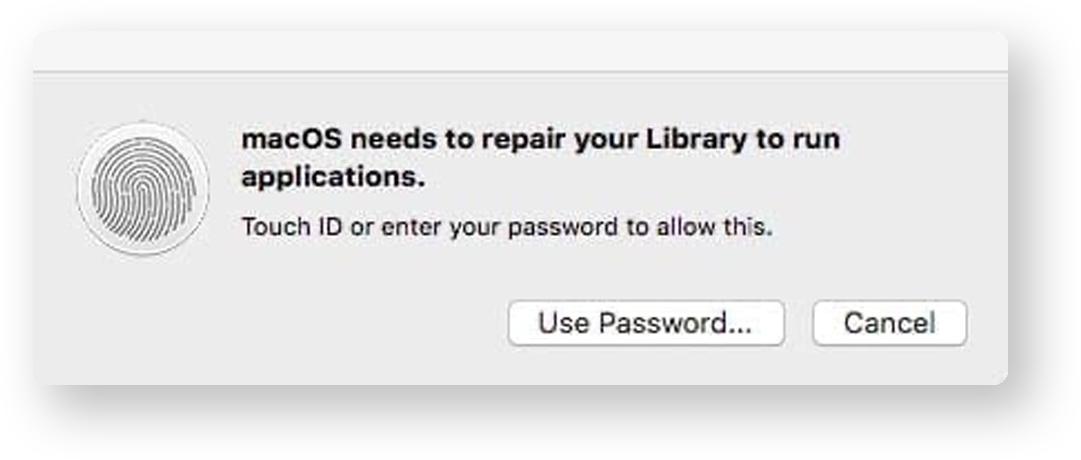 macOS needs to repair your Library to run
applications.
Touch ID or enter your password to allow this.
Use Password...
Cancel